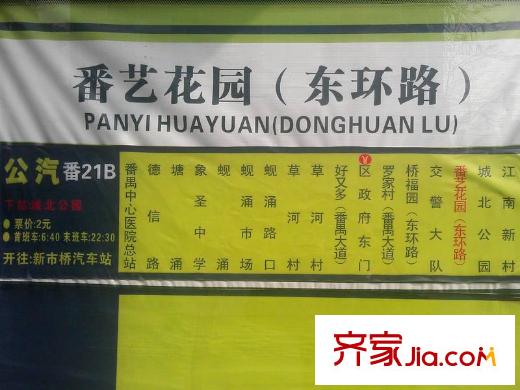 番艺花园(东环路)
PANYI HUAYUAN(DONGHUAN LU)
公汽 番21B
下站城北公园
● 票价:2元
● 首班车:6:40 末班车:22:30
开往:新市桥汽车站
番禺中心医院总站
德信路
塘涌
象圣中学
蚬涌
蚬涌市场
蚬涌路口
草河村
草河
好又多(番禺大道)
区政府东门
罗家村(番禺大道)
桥福园(东环路)
交警大队
番艺花园(东环路)
城北公园
江南新村
齐家Jia.com